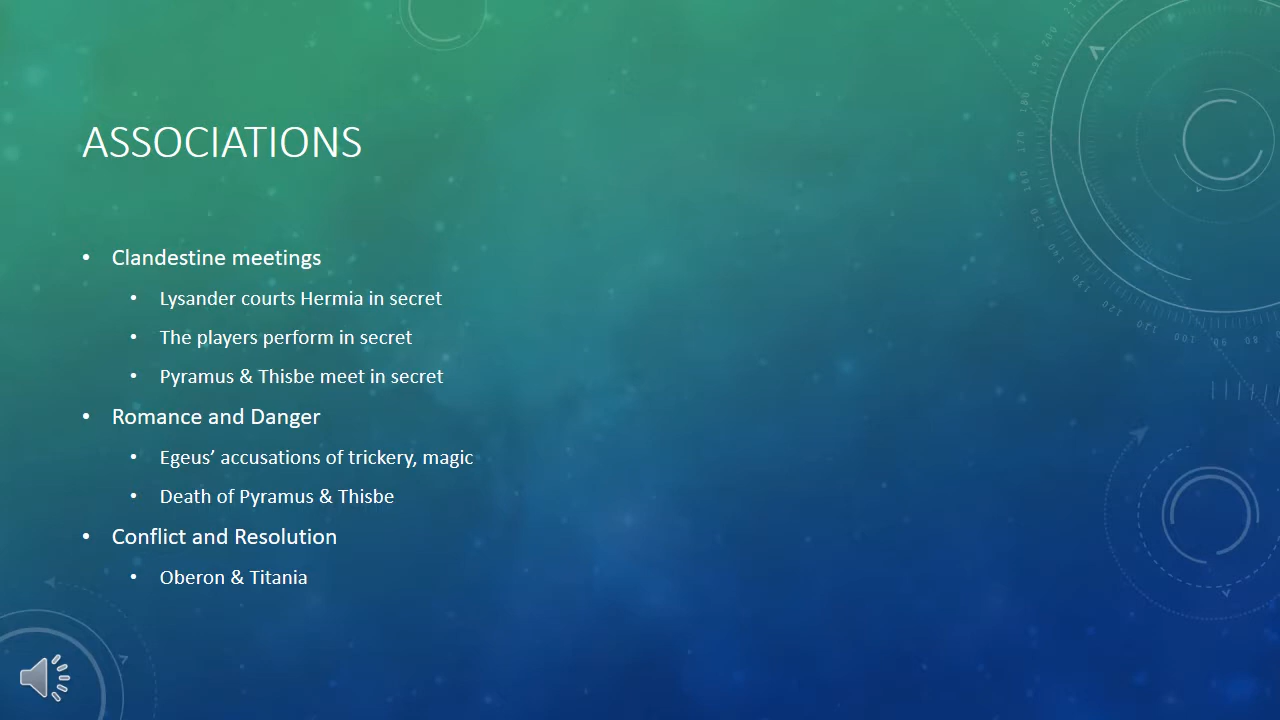 ASSOCIATIONS
• Clandestine meetings
• Lysander courts Hermia in secret
• The players perform in secret
• Pyramus & Thisbe meet in secret
• Romance and Danger
• Egeus’ accusations of trickery, magic
• Death of Pyramus & Thisbe
• Conflict and Resolution
• Oberon & Titania